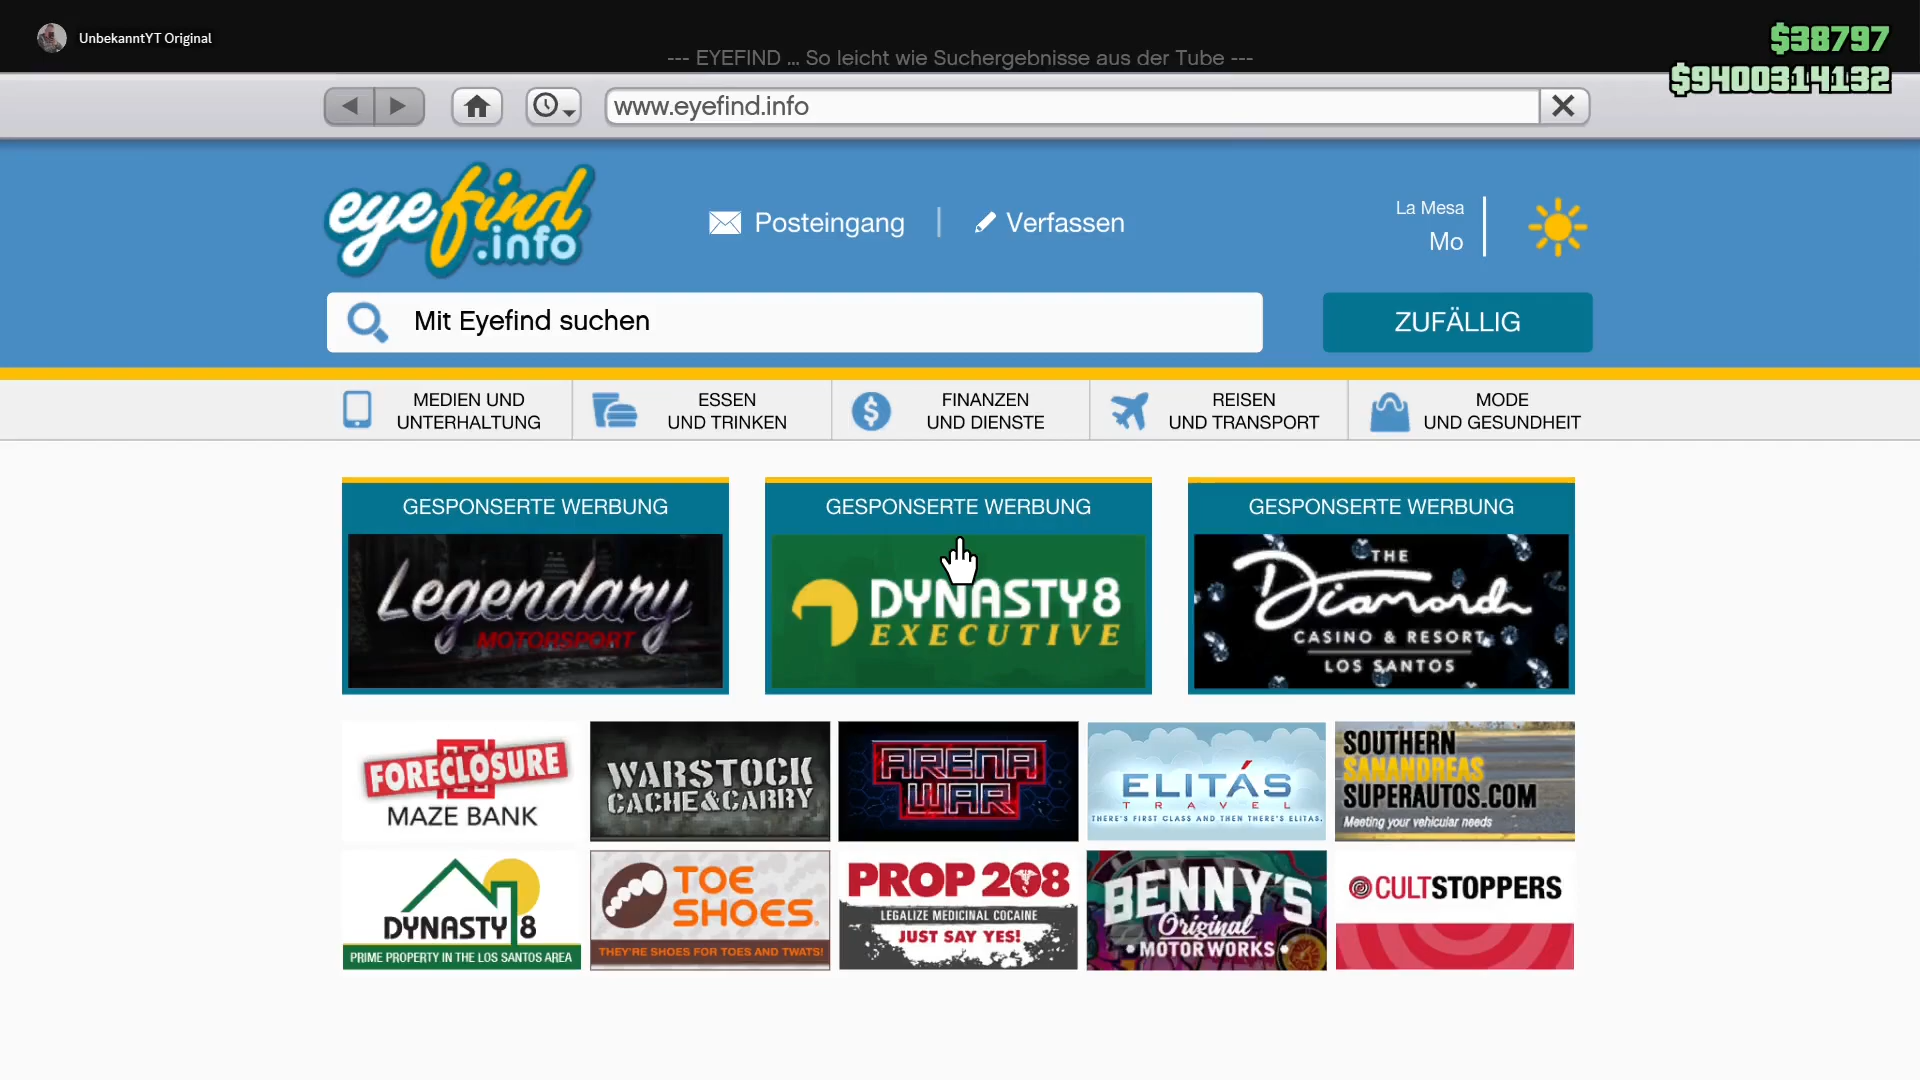 UnbekanntYT Original
--- EYEFIND ... So leicht wie Suchergebnisse aus der Tube ---
$38797
$9400314132
www.eyefind.info
eyefind
.info
Posteingang
Verfassen
La Mesa
Mo
Mit Eyefind suchen
ZUFÄLLIG
MEDIEN UND
UNTERHALTUNG
ESSEN
UND TRINKEN
FINANZEN
UND DIENSTE
REISEN
UND TRANSPORT
MODE
UND GESUNDHEIT
GESPONSERTE WERBUNG
Legendary
MOTORSPORT
GESPONSERTE WERBUNG
DYNASTY8
EXECUTIVE
GESPONSERTE WERBUNG
THE
Diamond
CASINO & RESORT
LOS SANTOS
FORECLOSURE
MAZE BANK
WARSTOCK
CACHE&CARRY
ARENA
WAR
ELITÁS
TRAVEL
THERE'S FIRST CLASS AND THEN THERE'S ELITAS.
SOUTHERN
SANANDREAS
SUPERAUTOS.COM
Meeting your vehicular needs
DYNASTY 8
PRIME PROPERTY IN THE LOS SANTOS AREA
TOE
SHOES
THEY'RE SHOES FOR TOES AND TWATS!
PROP 208
LEGALIZE MEDICINAL COCAINE
JUST SAY YES!
BENNY'S
Original
MOTOR WORKS
CULTSTOPPERS